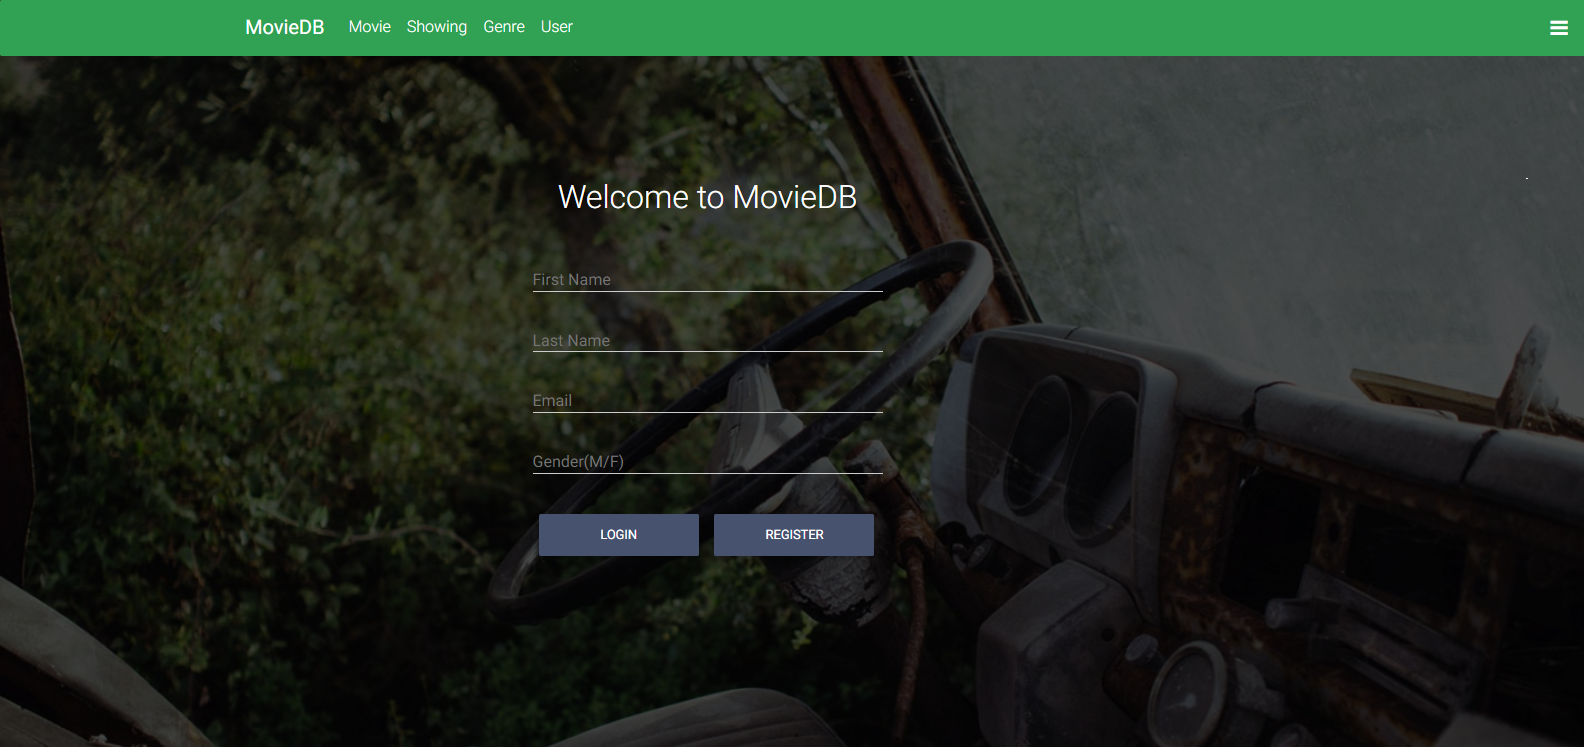 MovieDB Movie Showing Genre User
Welcome to MovieDB
First Name
Last Name
Email
Gender(M/F)
LOGIN REGISTER